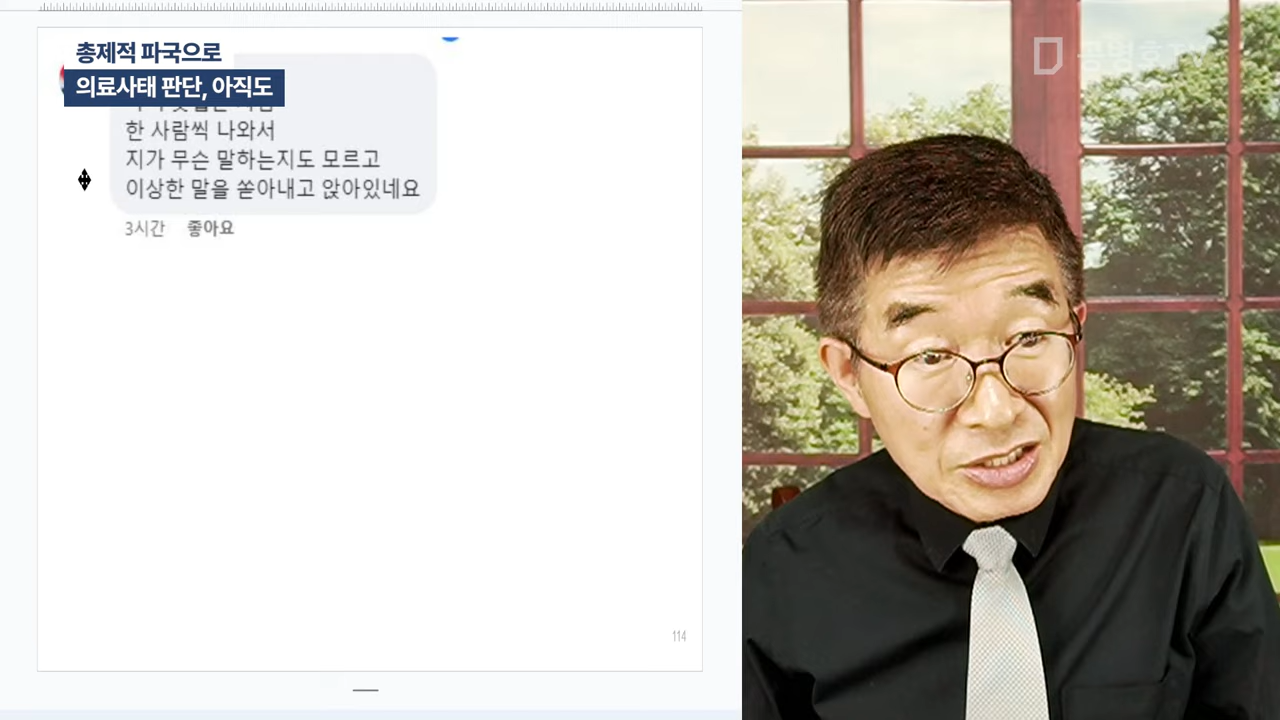 총제적 파국으로
의료사태 판단, 아직도
한 사람씩 나와서
지가 무슨 말하는지도 모르고
이상한 말을 쏟아내고 앉아있네요
3시간 좋아요
114